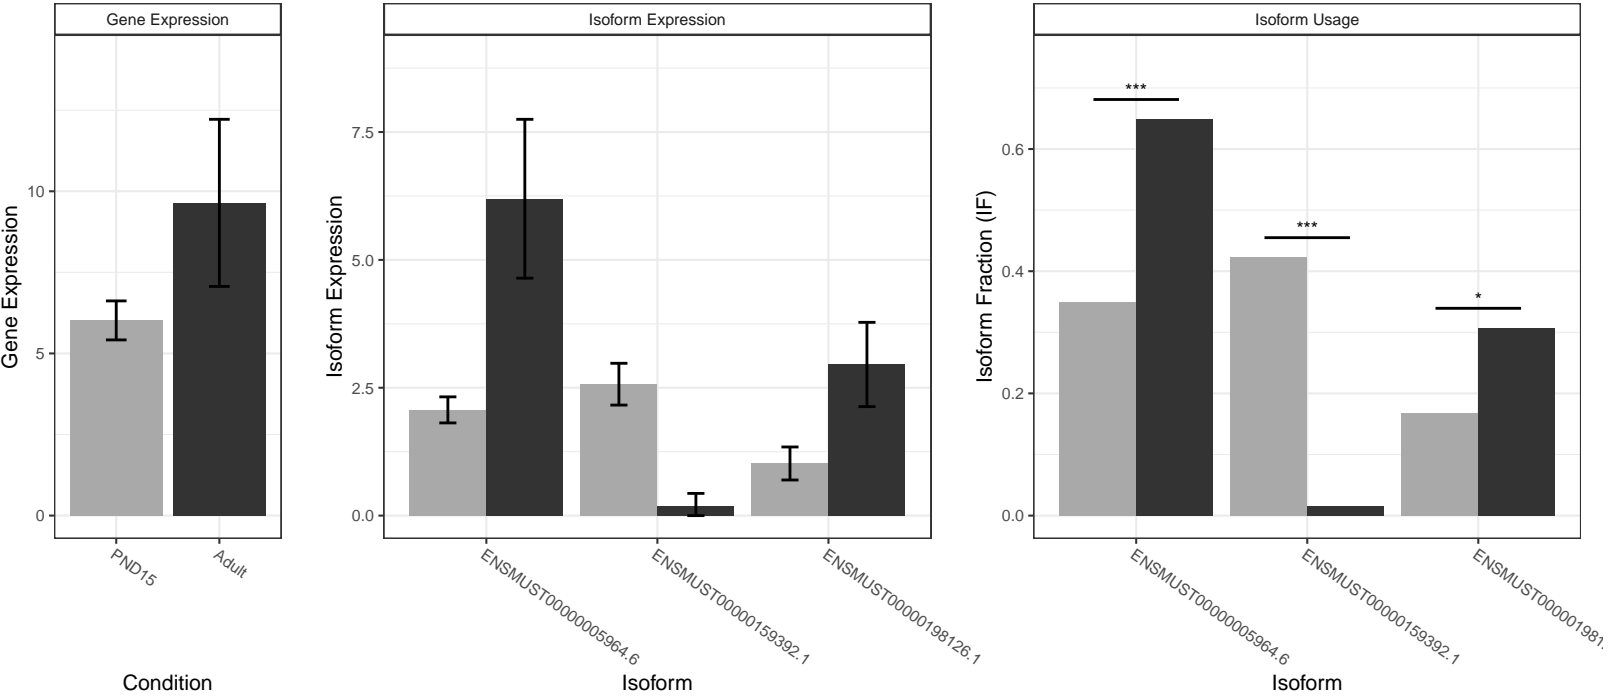 Gene Expression
Isoform Expression
Isoform Usage
Gene Expression
10
5
0
PND15
Adult
Condition
Isoform Expression
7.5
5.0
2.5
0.0
ENSMUST00000005964.6
ENSMUST00000159392.1
ENSMUST00000198126.1
Isoform
Isoform Fraction (IF)
0.6
0.4
0.2
0.0
***
***
*
ENSMUST00000005964.6
ENSMUST00000159392.1
ENSMUST00000198
Isoform